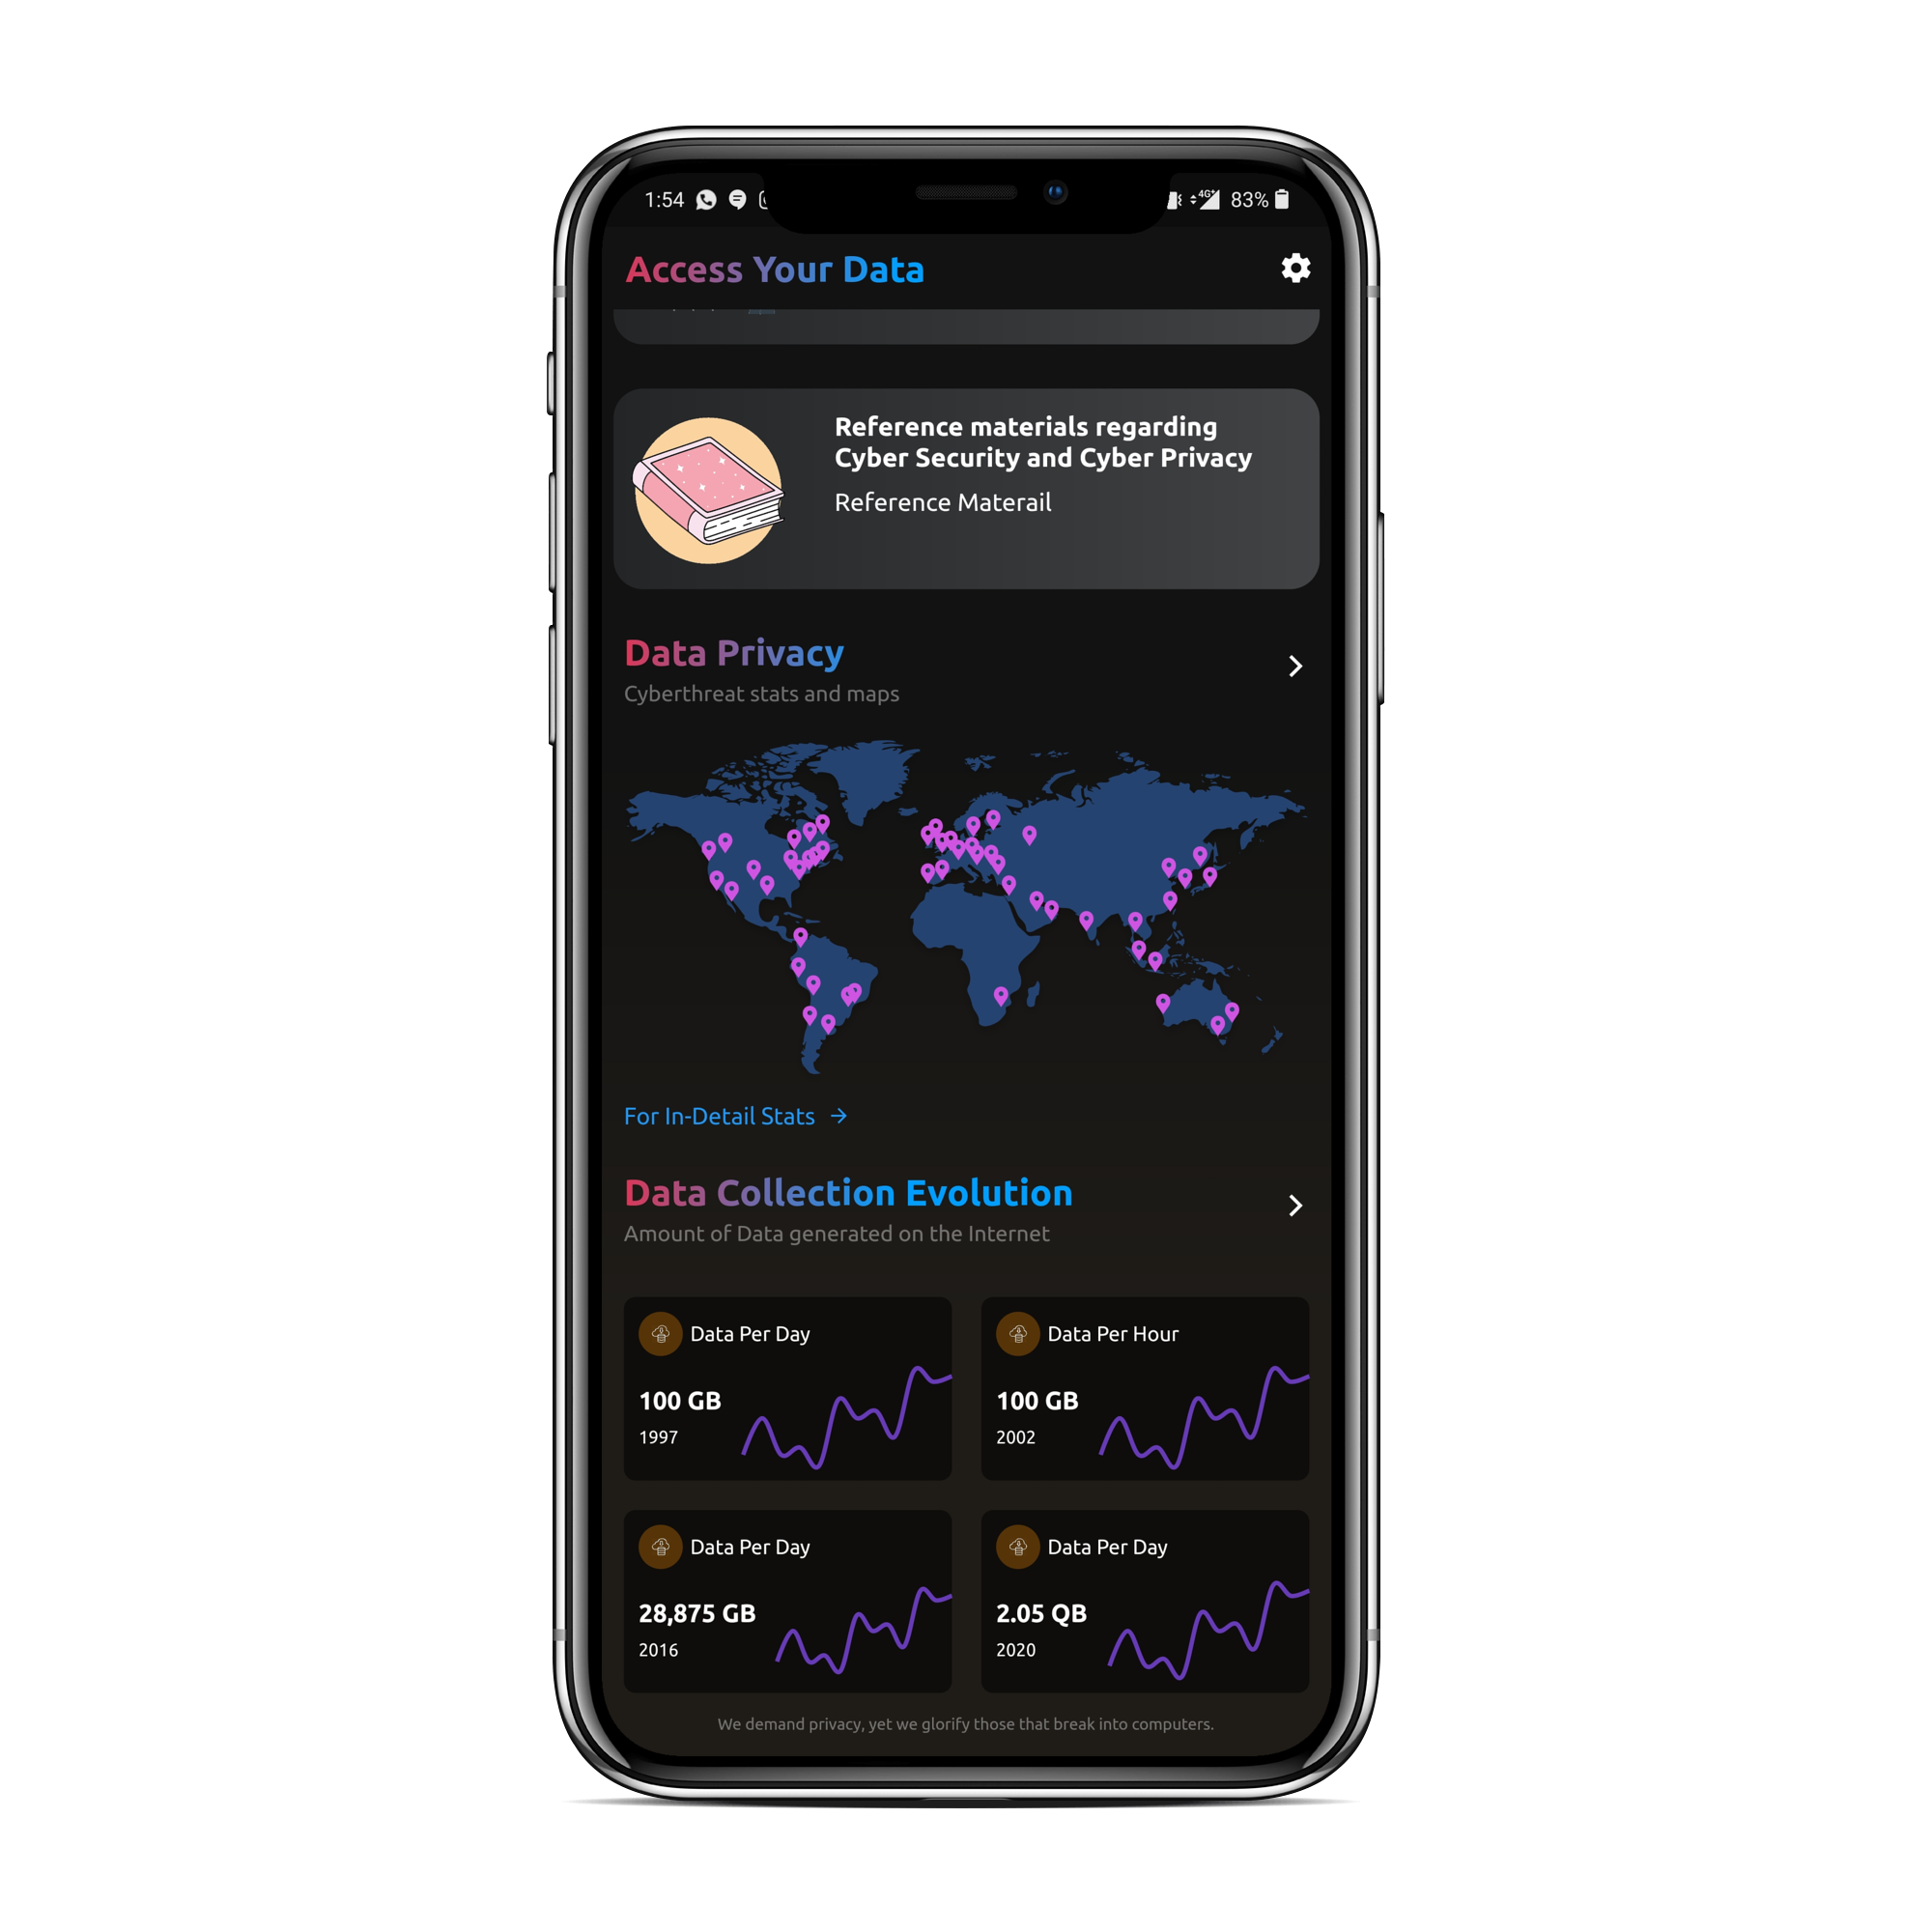 1:54
4G+
83%
Access Your Data
Reference materials regarding
Cyber Security and Cyber Privacy
Reference Materail
Data Privacy
Cyberthreat stats and maps
For In-Detail Stats →
Data Collection Evolution
Amount of Data generated on the Internet
Data Per Day
100 GB
1997
Data Per Hour
100 GB
2002
Data Per Day
28,875 GB
2016
Data Per Day
2.05 QB
2020
We demand privacy, yet we glorify those that break into computers.